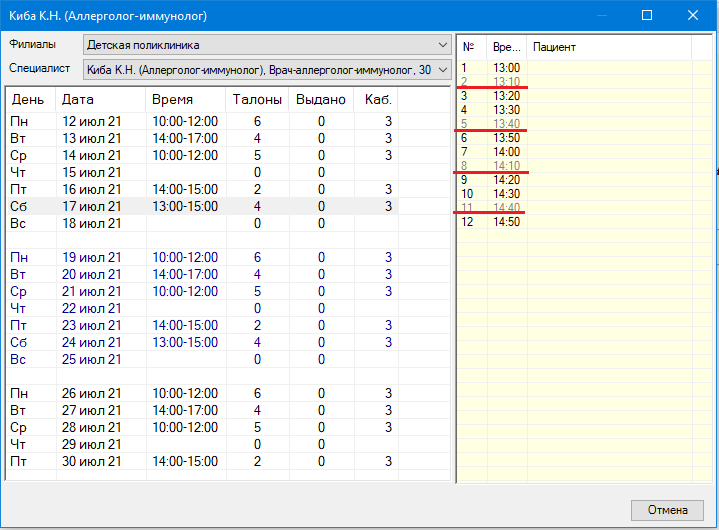 Киба К.Н. (Аллерголог-иммунолог)
Филиалы Детская поликлиника
Специалист Киба К.Н. (Аллерголог-иммунолог), Врач-аллерголог-иммунолог, 30
День Дата Время Талоны Выдано Каб.
Пн 12 июл 21 10:00-12:00 6 0 3
Вт 13 июл 21 14:00-17:00 4 0 3
Ср 14 июл 21 10:00-12:00 5 0 3
Чт 15 июл 21 0 0
Пт 16 июл 21 14:00-15:00 2 0 3
Сб 17 июл 21 13:00-15:00 4 0 3
Вс 18 июл 21 0 0
Пн 19 июл 21 10:00-12:00 6 0 3
Вт 20 июл 21 14:00-17:00 4 0 3
Ср 21 июл 21 10:00-12:00 5 0 3
Чт 22 июл 21 0 0
Пт 23 июл 21 14:00-15:00 2 0 3
Сб 24 июл 21 13:00-15:00 4 0 3
Вс 25 июл 21 0 0
Пн 26 июл 21 10:00-12:00 6 0 3
Вт 27 июл 21 14:00-17:00 4 0 3
Ср 28 июл 21 10:00-12:00 5 0 3
Чт 29 июл 21 0 0
Пт 30 июл 21 14:00-15:00 2 0 3
№ Вре... Пациент
1 13:00
2 13:10
3 13:20
4 13:30
5 13:40
6 13:50
7 14:00
8 14:10
9 14:20
10 14:30
11 14:40
12 14:50
Отмена